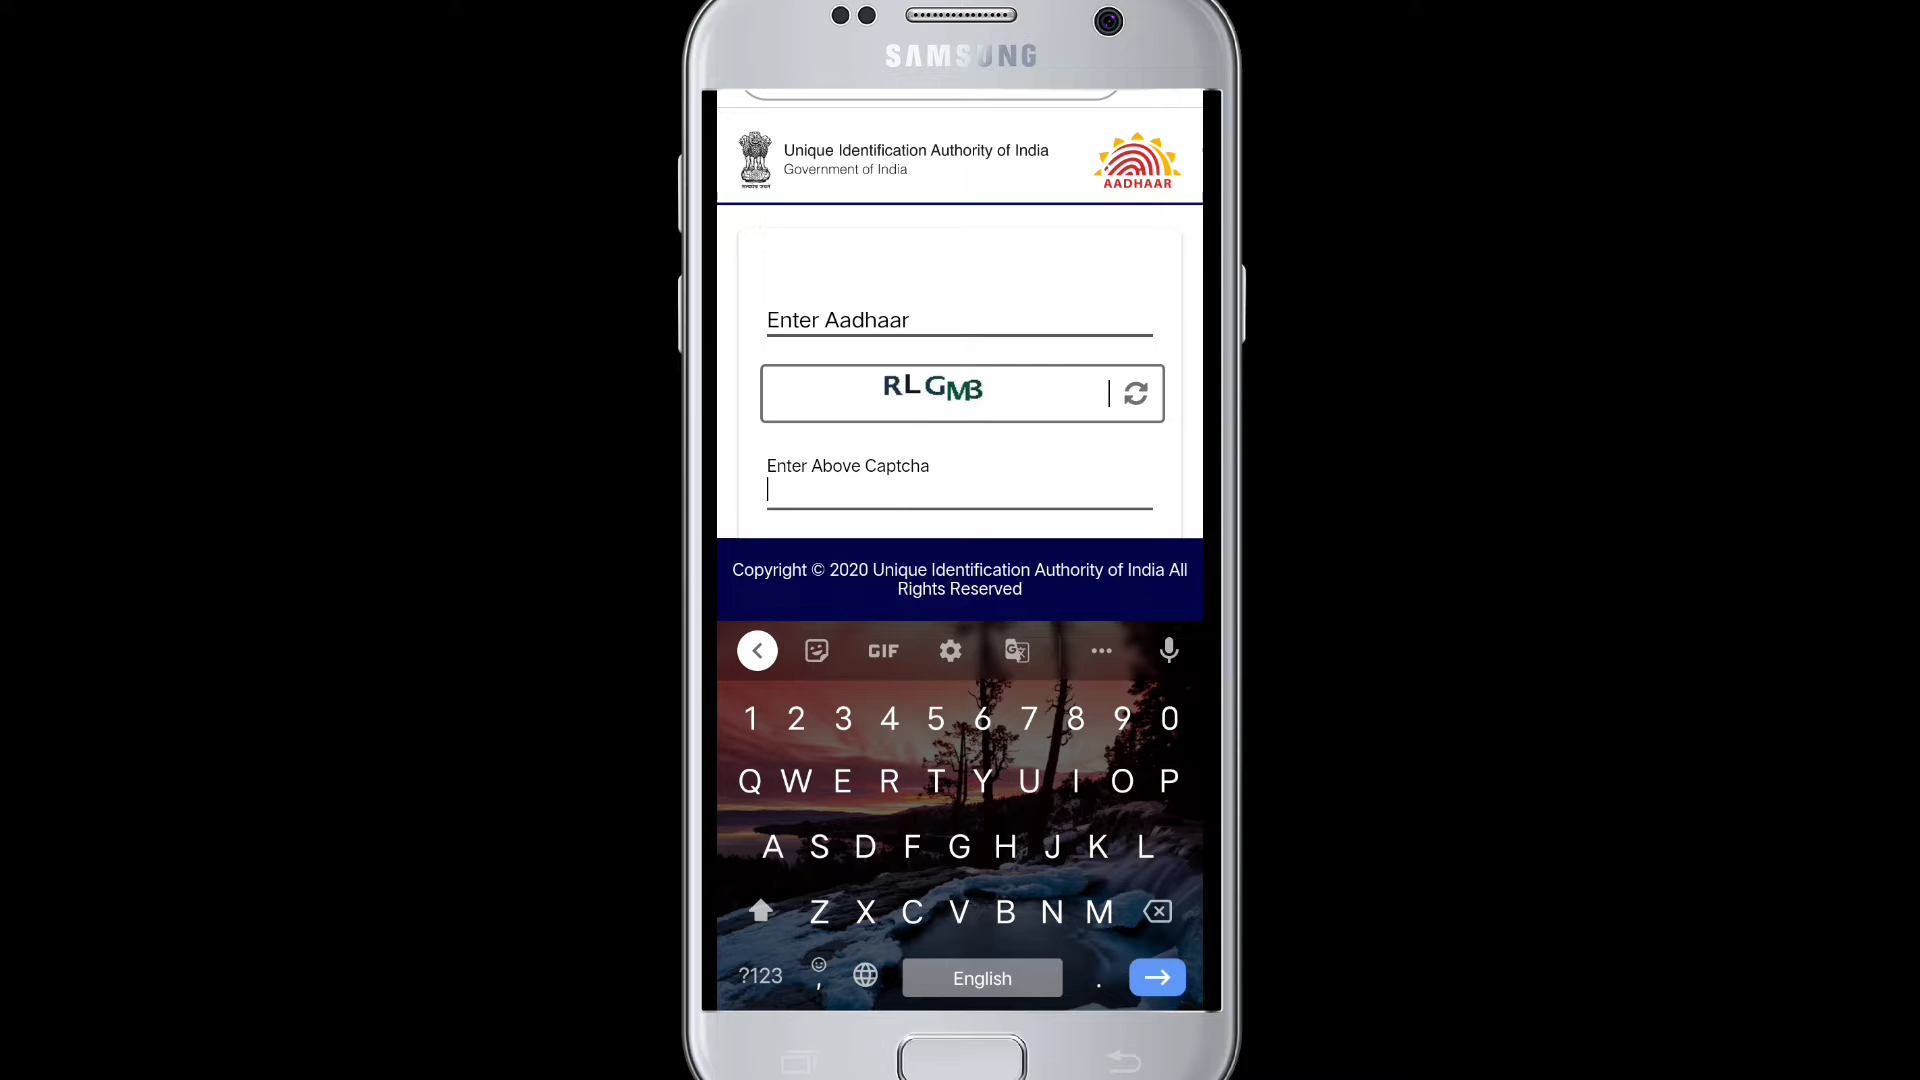 SAMSUNG
Unique Identification Authority of India
Government of India
AADHAAR
Enter Aadhaar
RLGMB
Enter Above Captcha
Copyright © 2020 Unique Identification Authority of India All
Rights Reserved
GIF
1 2 3 4 5 6 7 8 9 0
Q W E R T Y U I O P
A S D F G H J K L
Z X C V B N M
?123 , English .